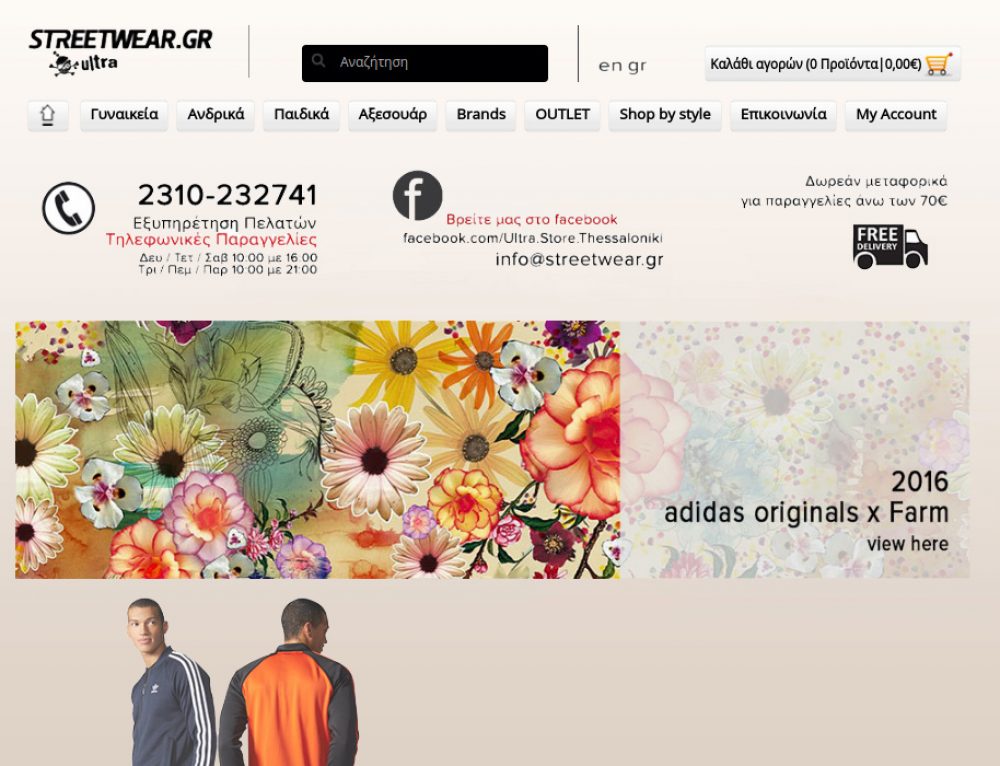 STREETWEAR.GR
ultra
Αναζήτηση
en gr
Καλάθι αγορών (0 Προϊόντα|0,00€)
Γυναικεία
Ανδρικά
Παιδικά
Αξεσουάρ
Brands
OUTLET
Shop by style
Επικοινωνία
My Account
2310-232741
Εξυπηρέτηση Πελατών
Τηλεφωνικές Παραγγελίες
Δευ / Τετ / Σαβ 10:00 με 16:00
Τρι / Πεμ / Παρ 10:00 με 21:00
f
Βρείτε μας στο facebook
facebook.com/Ultra.Store.Thessaloniki
info@streetwear.gr
Δωρεάν μεταφορικά
για παραγγελίες άνω των 70€
FREE
DELIVERY
2016
adidas originals x Farm
view here